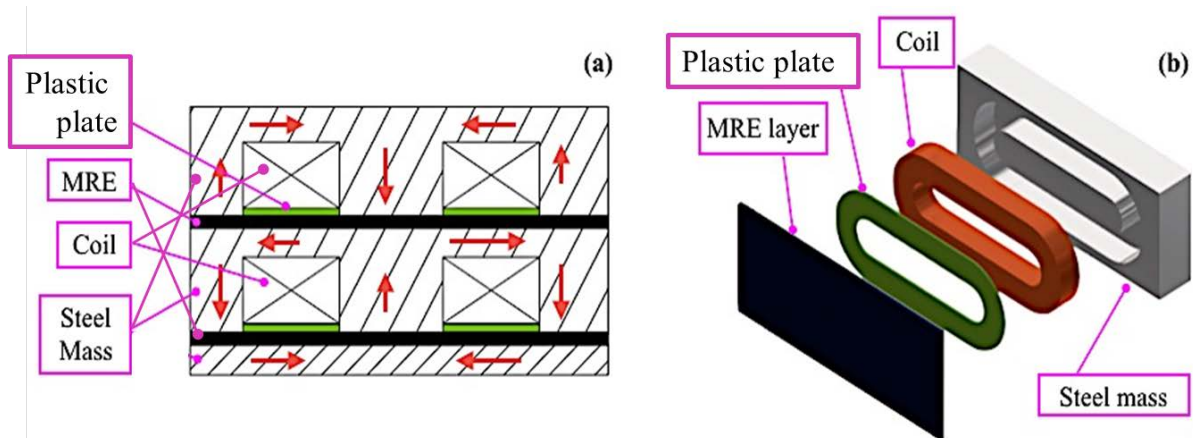 (a)
Plastic
plate
MRE
Coil
Steel
Mass
(b)
Coil
Plastic plate
MRE layer
Steel mass